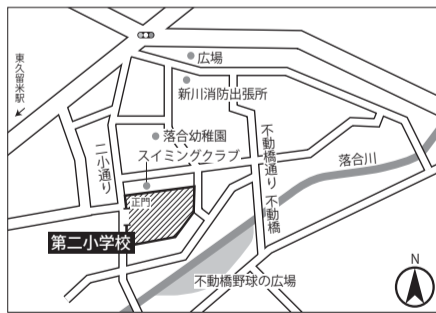 東久留米駅
広場
新川消防出張所
落合幼稚園
スイミングクラブ
二小通り
不動橋通り
不動橋
落合川
正門
第二小学校
不動橋野球の広場
N